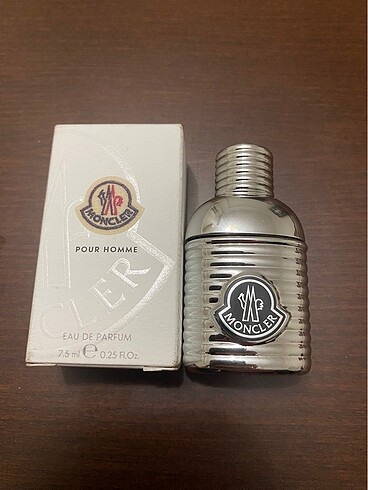 MONCLER
POUR HOMME
CLER
EAU DE PARFUM
7.5 ml e 0.25 FL.Oz.
MONCLER